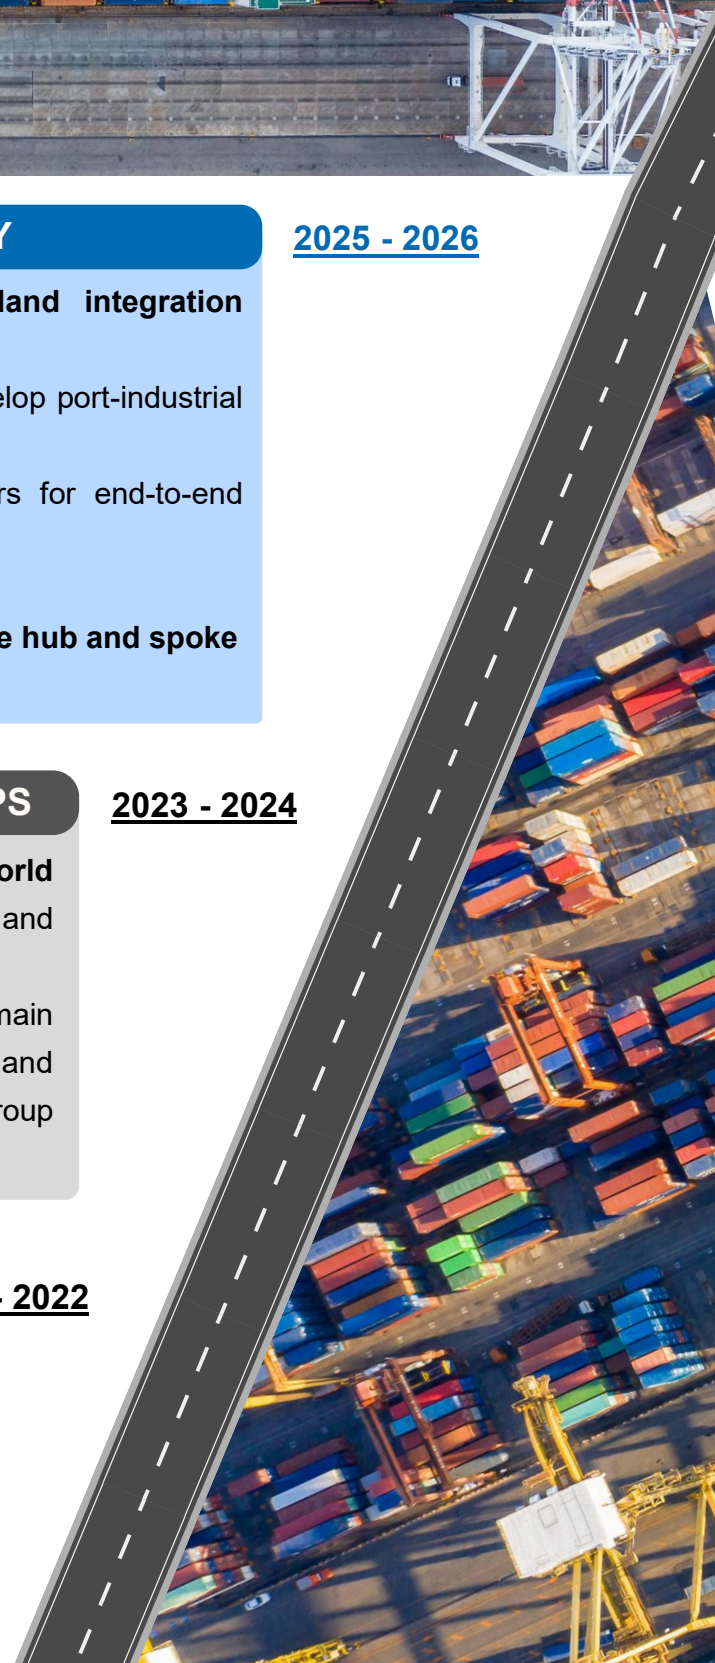 Y
2025 - 2026
land integration
elop port-industrial
rs for end-to-end
e hub and spoke
PS
2023 - 2024
orld
and
main
and
roup
- 2022